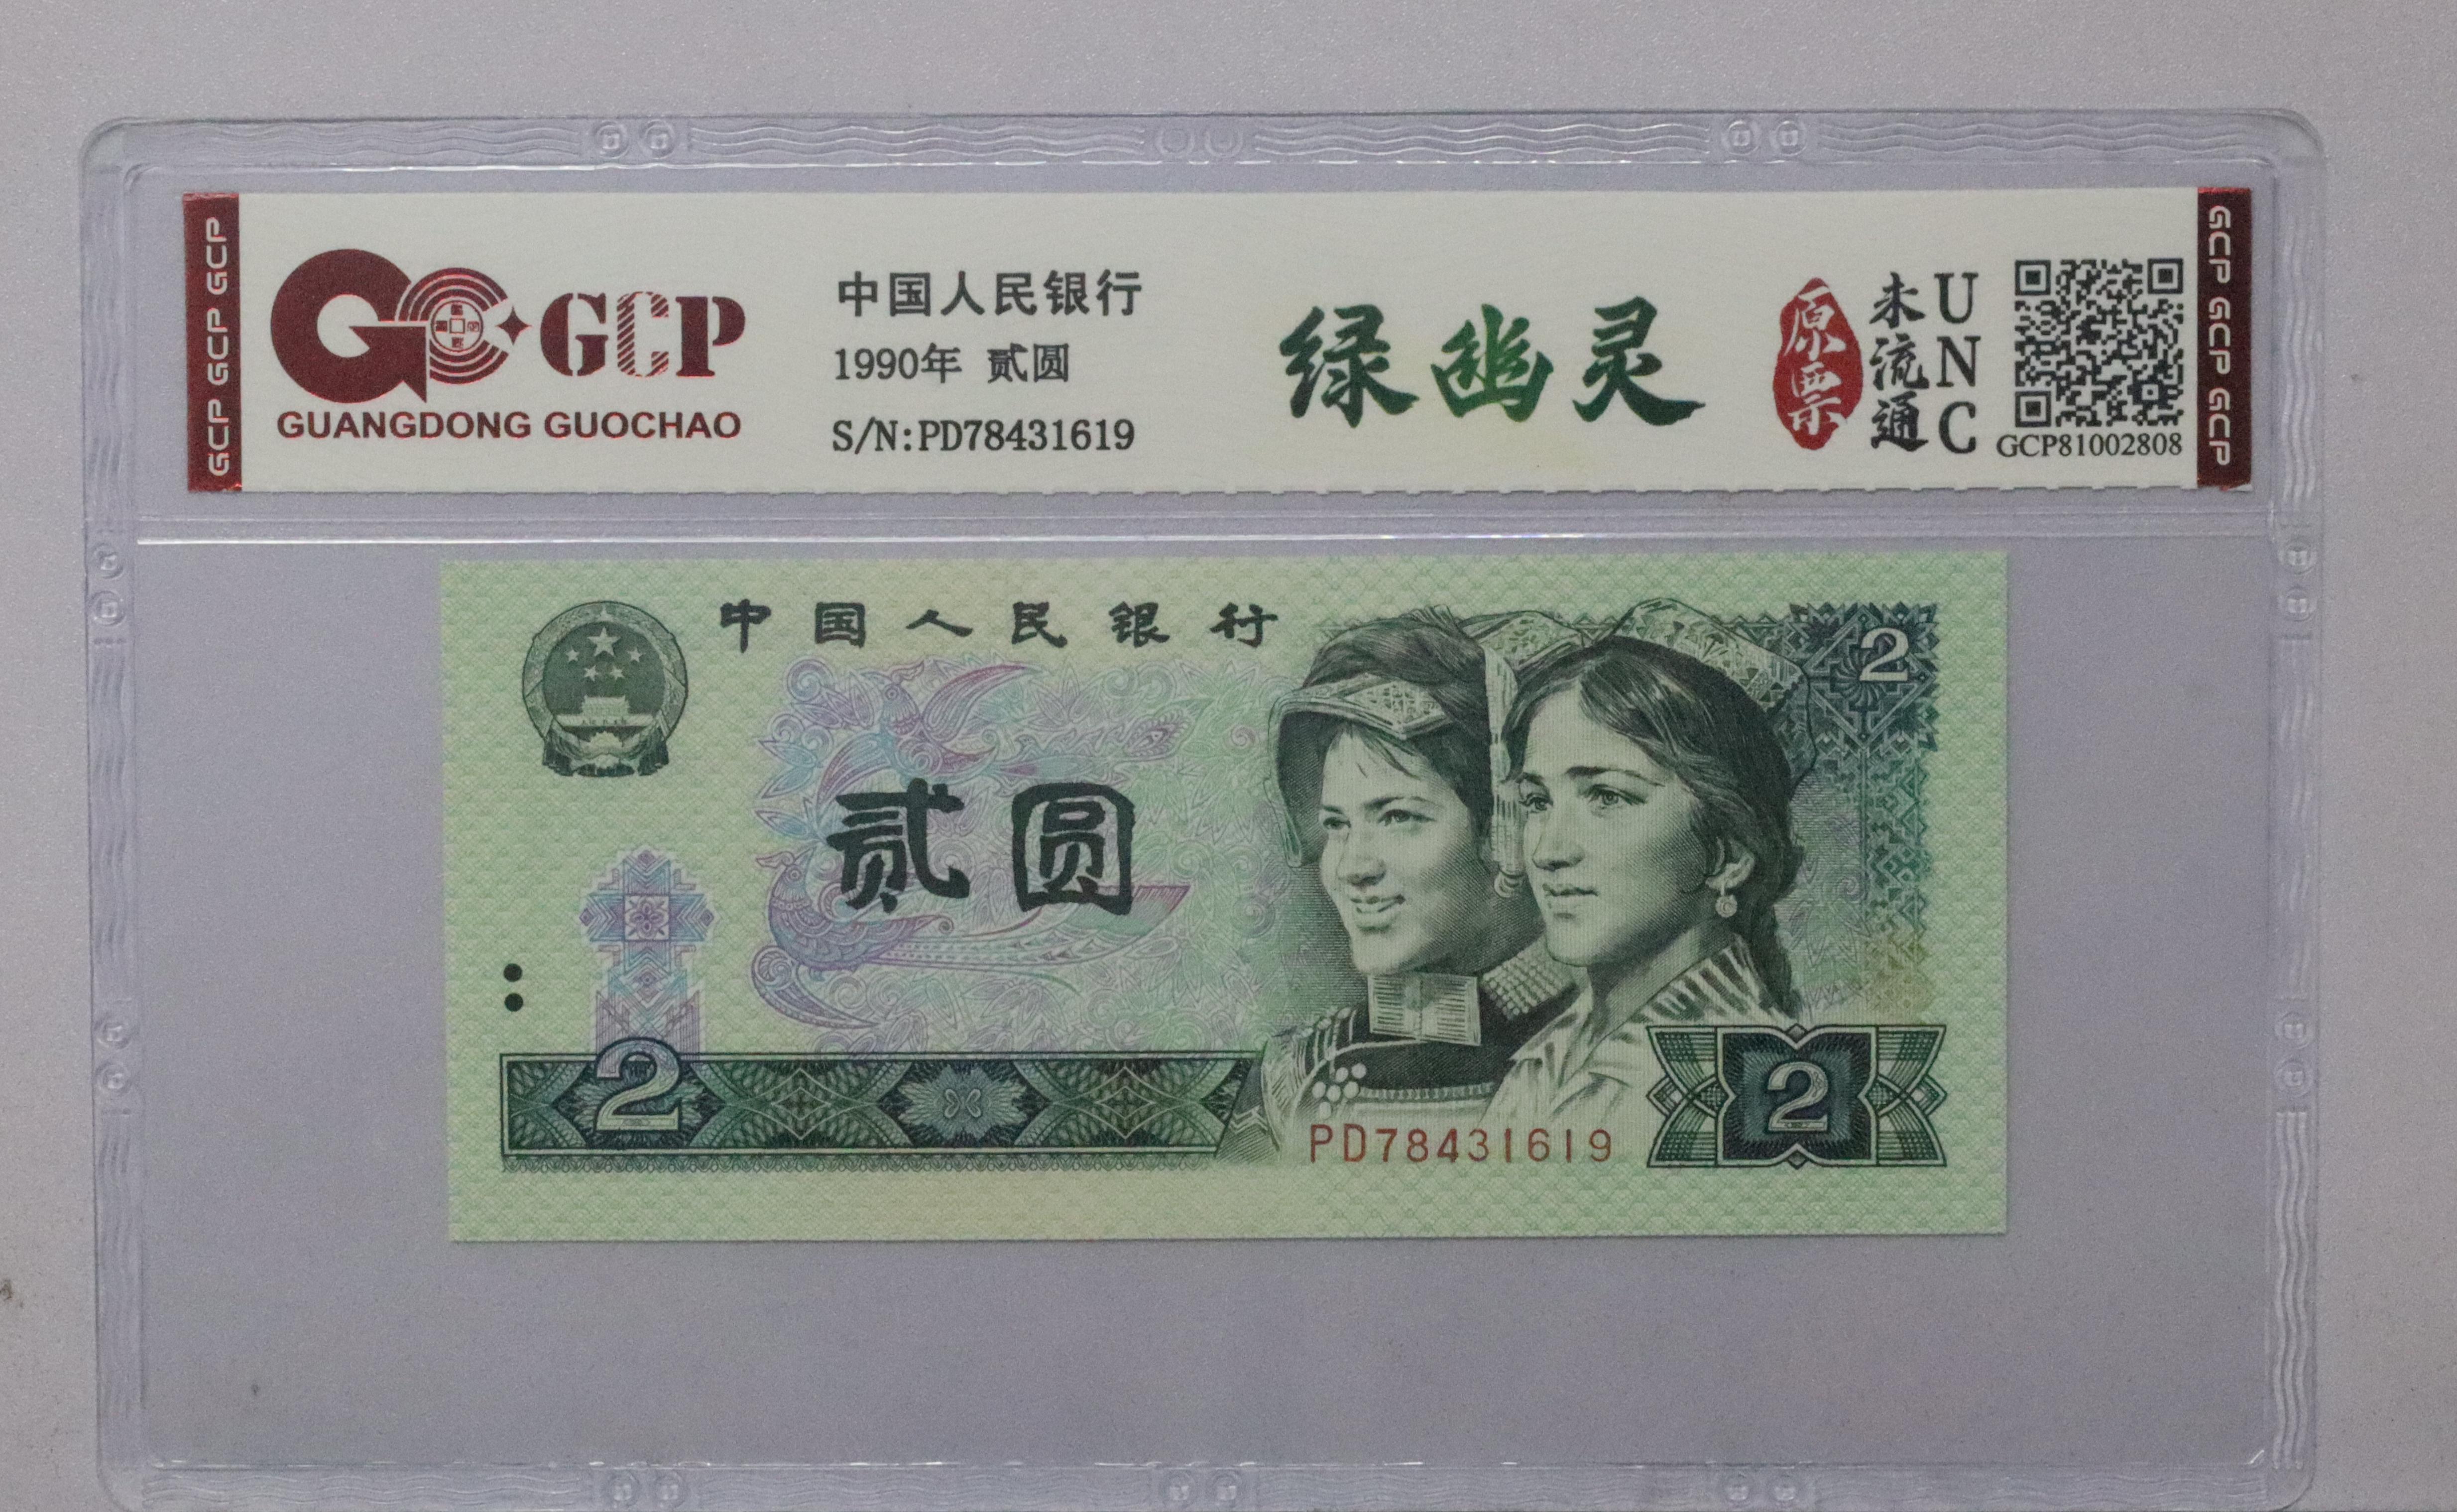 GCP GCP GCP
GCP
GUANGDONG GUOCHAO
中国人民银行
1990年 贰圆
S/N:PD78431619
绿幽灵
原票
未流通
UNC
GCP81002808
GCP GCP GCP
中国人民银行
2
贰圆
2
PD78431619
2